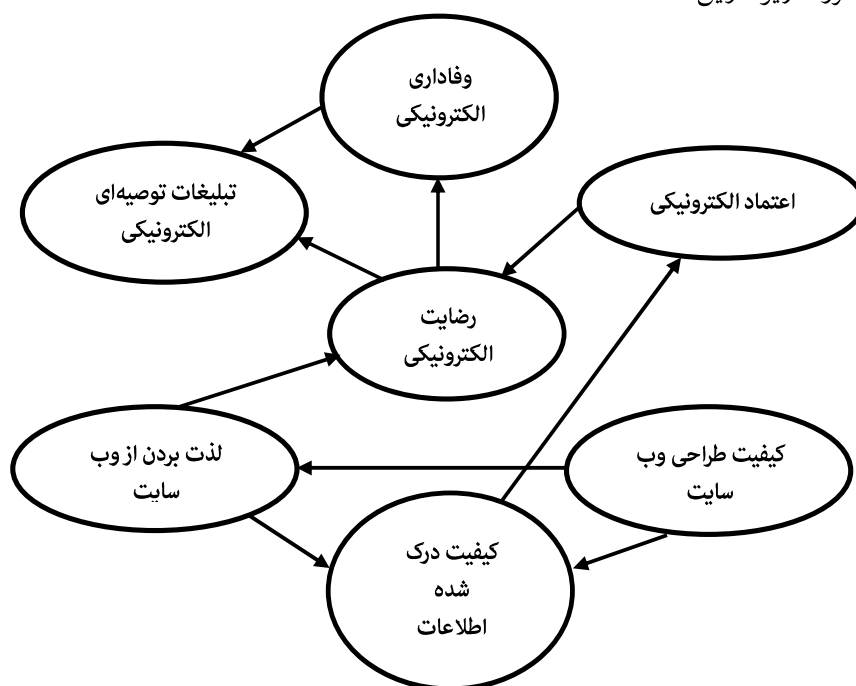 وفاداری
الکترونیکی
تبلیغات توصیه‌ای
الکترونیکی
اعتماد الکترونیکی
رضایت
الکترونیکی
کیفیت طراحی وب
سایت
لذت بردن از وب
سایت
کیفیت درک
شده
اطلاعات